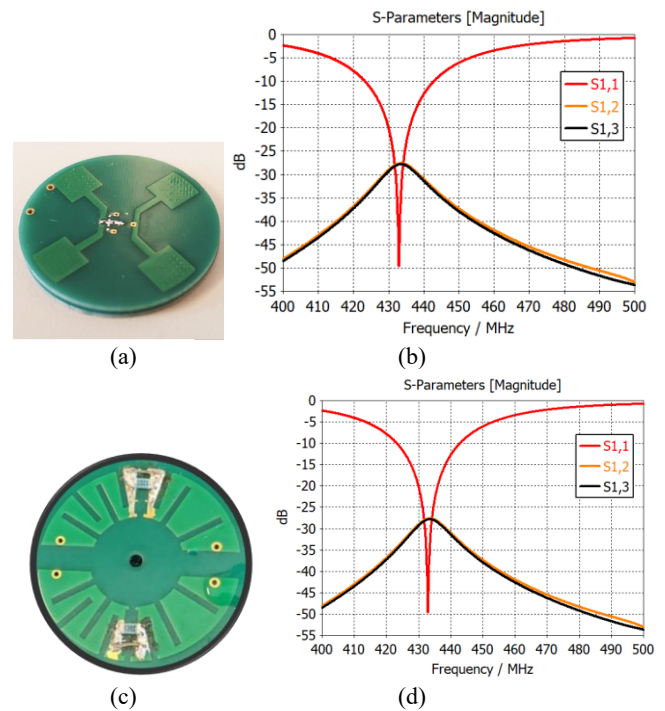 S-Parameters [Magnitude]
0
-5
-10
-15
-20
-25
-30
-35
-40
-45
-50
-55
dB
S1,1
S1,2
S1,3
400 410 420 430 440 450 460 470 480 490 500
Frequency / MHz
(a) (b)
S-Parameters [Magnitude]
0
-5
-10
-15
-20
-25
-30
-35
-40
-45
-50
-55
dB
S1,1
S1,2
S1,3
400 410 420 430 440 450 460 470 480 490 500
Frequency / MHz
(c) (d)